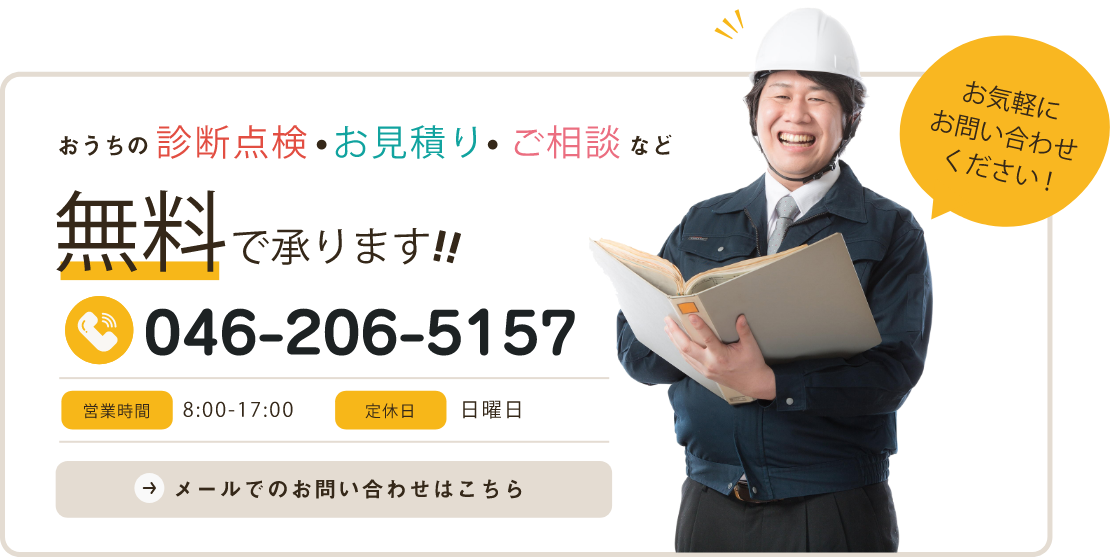 おうちの 診断点検・お見積り・ご相談 など
無料で承ります!!
046-206-5157
営業時間 8:00-17:00 定休日 日曜日
メールでのお問い合わせはこちら
お気軽に
お問い合わせ
ください!